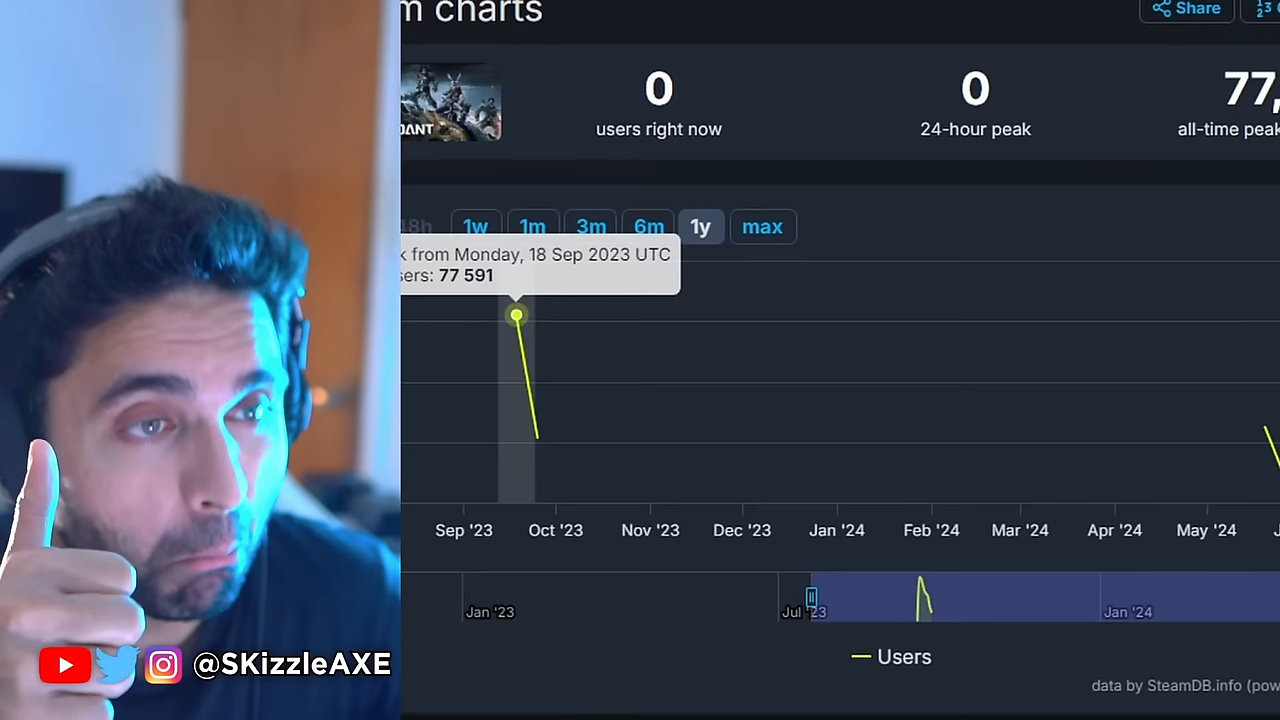 m charts
Share
DANT
0
users right now
0
24-hour peak
77,
all-time peak
48h
1w
1m
3m
6m
1y
max
k from Monday, 18 Sep 2023 UTC
sers: 77 591
Sep '23
Oct '23
Nov '23
Dec '23
Jan '24
Feb '24
Mar '24
Apr '24
May '24
J
Jan '23
Jul '23
Jan '24
Users
@SKizzleAXE
data by SteamDB.info (pow